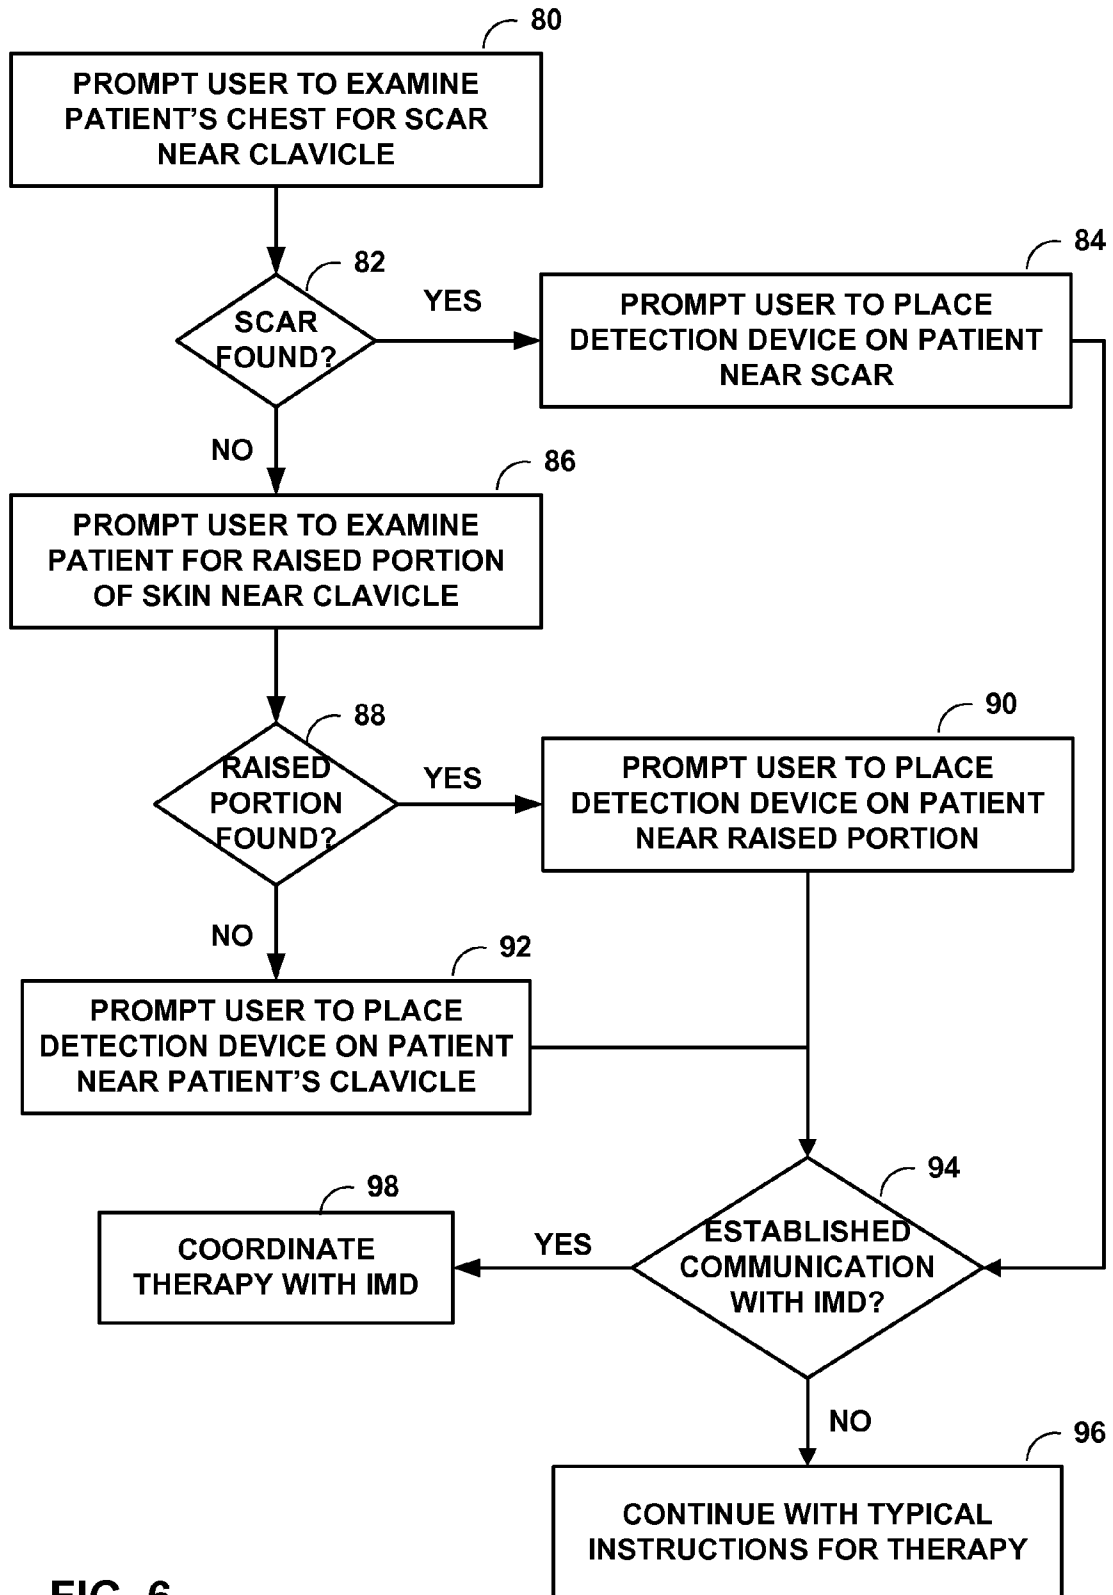 80
PROMPT USER TO EXAMINE
PATIENT'S CHEST FOR SCAR
NEAR CLAVICLE
82
SCAR
FOUND?
YES
84
PROMPT USER TO PLACE
DETECTION DEVICE ON PATIENT
NEAR SCAR
NO
86
PROMPT USER TO EXAMINE
PATIENT FOR RAISED PORTION
OF SKIN NEAR CLAVICLE
88
RAISED
PORTION
FOUND?
YES
90
PROMPT USER TO PLACE
DETECTION DEVICE ON PATIENT
NEAR RAISED PORTION
NO
92
PROMPT USER TO PLACE
DETECTION DEVICE ON PATIENT
NEAR PATIENT'S CLAVICLE
94
ESTABLISHED
COMMUNICATION
WITH IMD?
YES
98
COORDINATE
THERAPY WITH IMD
NO
96
CONTINUE WITH TYPICAL
INSTRUCTIONS FOR THERAPY
FIG. 6